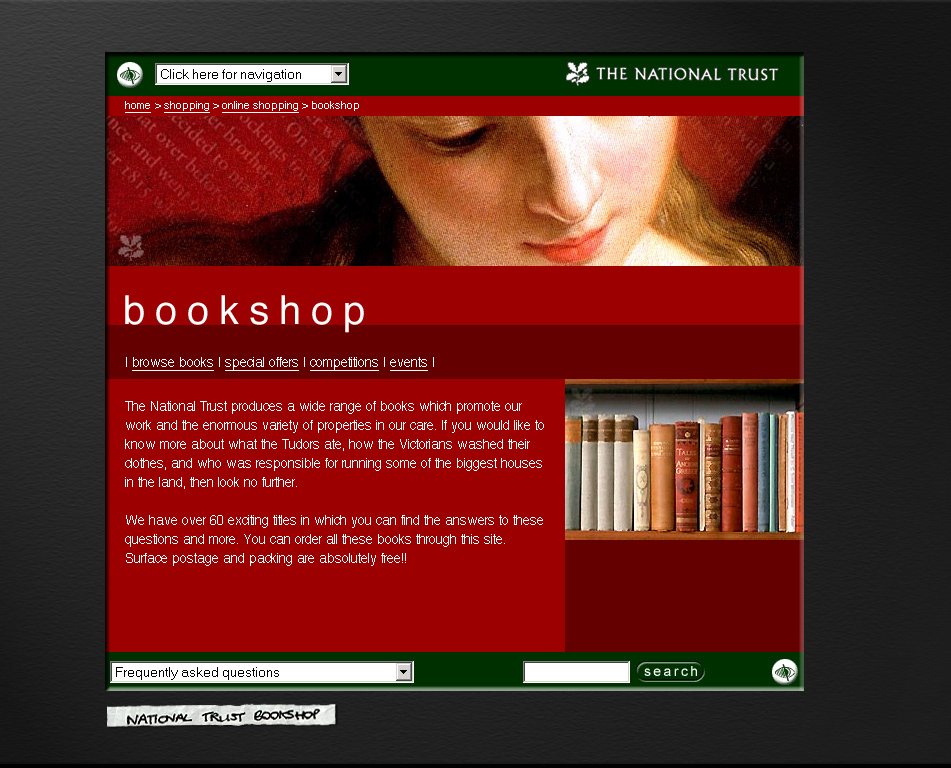 Click here for navigation
THE NATIONAL TRUST
home > shopping > online shopping > bookshop
bookshop
| browse books | special offers | competitions | events |
The National Trust produces a wide range of books which promote our
work and the enormous variety of properties in our care. If you would like to
know more about what the Tudors ate, how the Victorians washed their
clothes, and who was responsible for running some of the biggest houses
in the land, then look no further.
We have over 60 exciting titles in which you can find the answers to these
questions and more. You can order all these books through this site.
Surface postage and packing are absolutely free!!
TALES
Frequently asked questions
search
NATIONAL TRUST BOOKSHOP